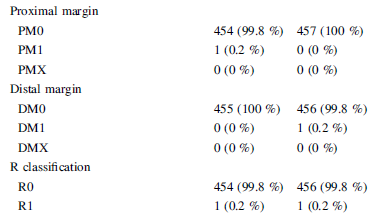 Proximal margin
PM0 454 (99.8 %) 457 (100 %)
PM1 1 (0.2 %) 0 (0 %)
PMX 0 (0 %) 0 (0 %)
Distal margin
DM0 455 (100 %) 456 (99.8 %)
DM1 0 (0 %) 1 (0.2 %)
DMX 0 (0 %) 0 (0 %)
R classification
R0 454 (99.8 %) 456 (99.8 %)
R1 1 (0.2 %) 1 (0.2 %)